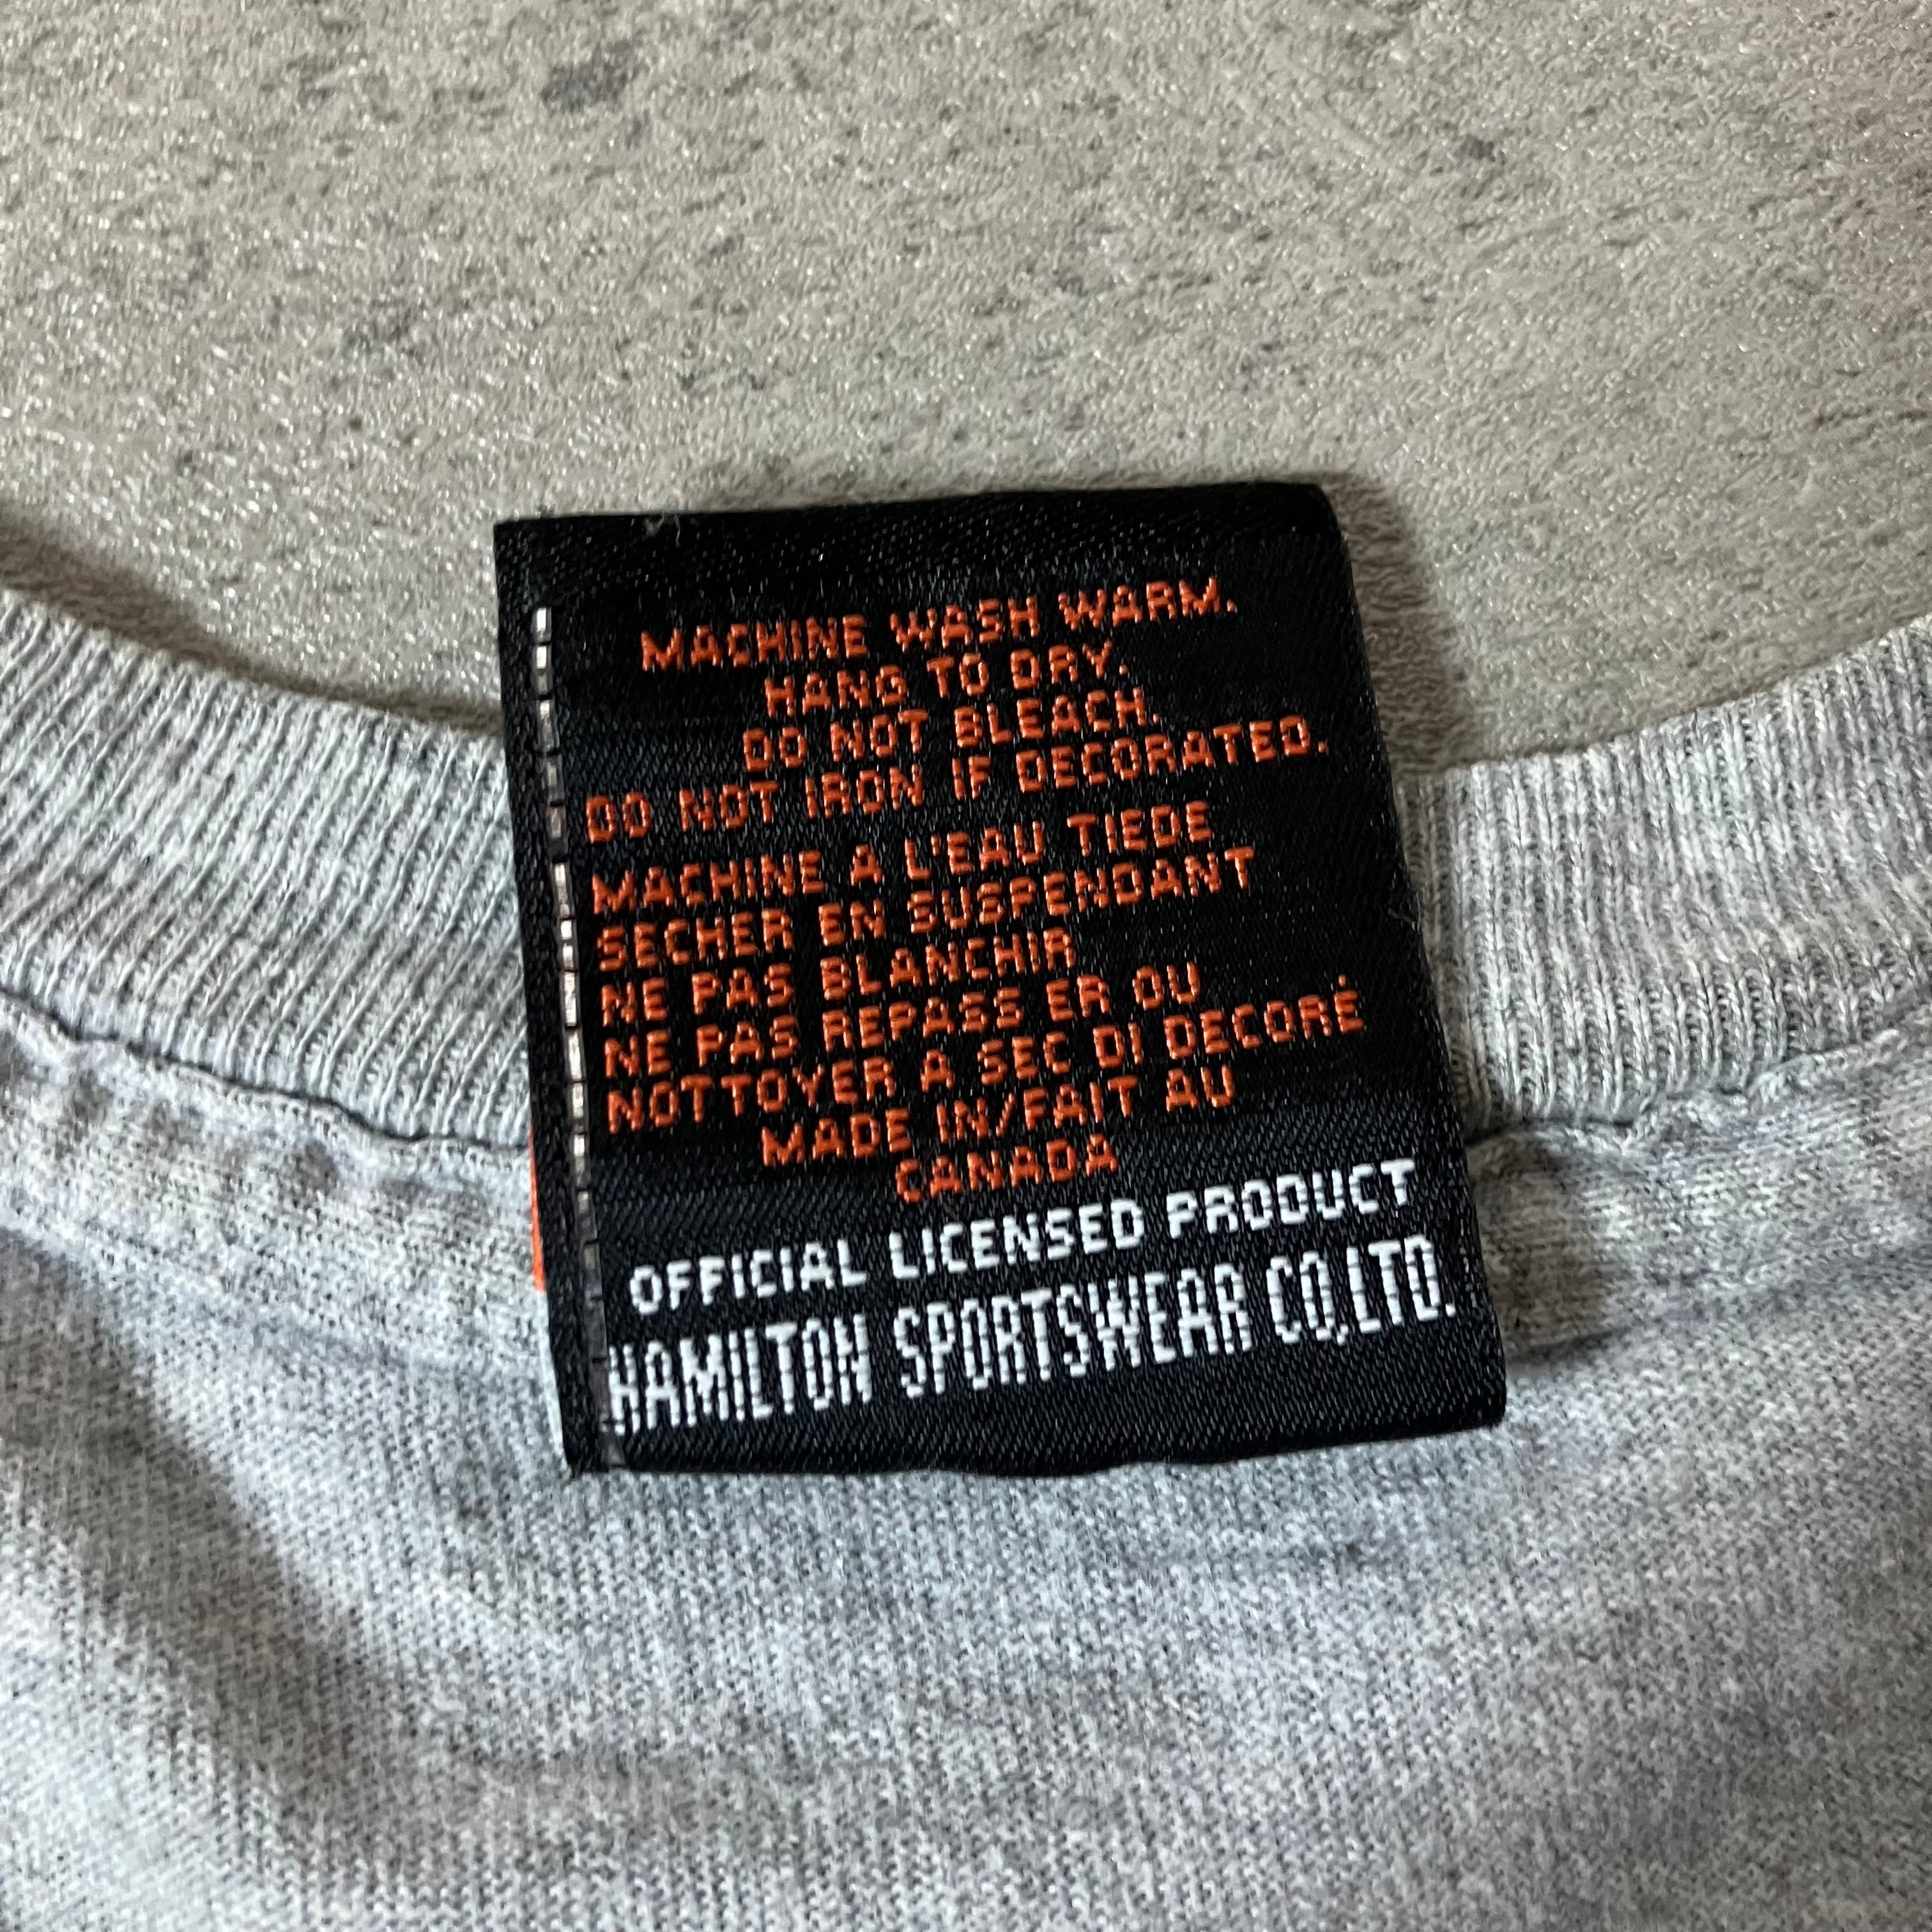 MACHINE WASH WARM.
HANG TO DRY.
DO NOT BLEACH.
DO NOT IRON IF DECORATED.
MACHINE A L'EAU TIEDE
SECHER EN SUSPENDANT
NE PAS BLANCHIR
NE PAS REPASS ER OU
NOTTOYER A SEC DI DECORÉ
MADE IN/FAIT AU
CANADA
OFFICIAL LICENSED PRODUCT
HAMILTON SPORTSWEAR CO,LTD.